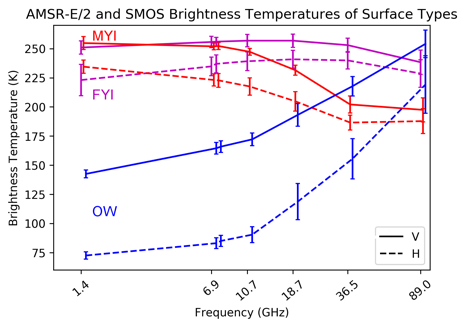 AMSR-E/2 and SMOS Brightness Temperatures of Surface Types
Brightness Temperature (K)
250
225
200
175
150
125
100
75
MYI
FYI
OW
V
H
1.4
6.9
10.7
18.7
36.5
89.0
Frequency (GHz)